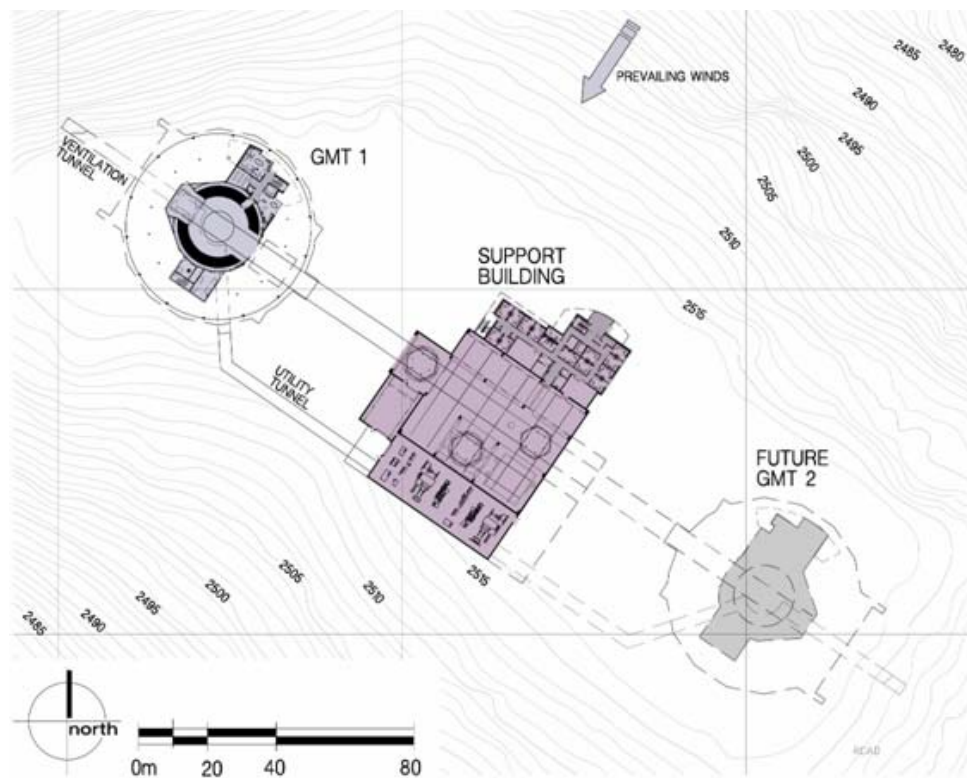 2485
2480
2490
2495
2500
2505
2510
2515
PREVAILING WINDS
GMT 1
VENTILATION
TUNNEL
SUPPORT
BUILDING
UTILITY
TUNNEL
FUTURE
GMT 2
2485
2490
2495
2500
2505
2510
2515
north
0m
20
40
80